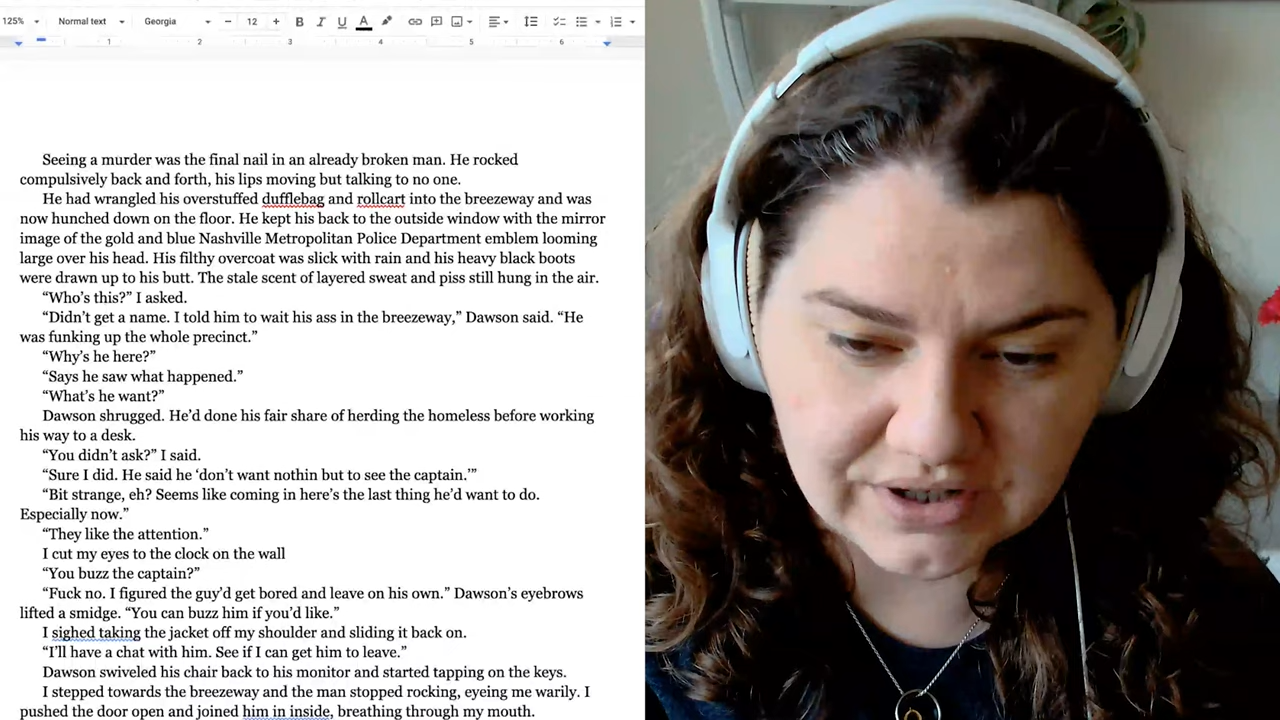 125% Normal text Georgia − 12 + B I U A
1 2 3 4 5 6
Seeing a murder was the final nail in an already broken man. He rocked
compulsively back and forth, his lips moving but talking to no one.
He had wrangled his overstuffed dufflebag and rollcart into the breezeway and was
now hunched down on the floor. He kept his back to the outside window with the mirror
image of the gold and blue Nashville Metropolitan Police Department emblem looming
large over his head. His filthy overcoat was slick with rain and his heavy black boots
were drawn up to his butt. The stale scent of layered sweat and piss still hung in the air.
“Who’s this?” I asked.
“Didn’t get a name. I told him to wait his ass in the breezeway,” Dawson said. “He
was funking up the whole precinct.”
“Why’s he here?”
“Says he saw what happened.”
“What’s he want?”
Dawson shrugged. He’d done his fair share of herding the homeless before working
his way to a desk.
“You didn’t ask?” I said.
“Sure I did. He said he ‘don’t want nothin but to see the captain.’”
“Bit strange, eh? Seems like coming in here’s the last thing he’d want to do.
Especially now.”
“They like the attention.”
I cut my eyes to the clock on the wall
“You buzz the captain?”
“Fuck no. I figured the guy’d get bored and leave on his own.” Dawson’s eyebrows
lifted a smidge. “You can buzz him if you’d like.”
I sighed taking the jacket off my shoulder and sliding it back on.
“I’ll have a chat with him. See if I can get him to leave.”
Dawson swiveled his chair back to his monitor and started tapping on the keys.
I stepped towards the breezeway and the man stopped rocking, eyeing me warily. I
pushed the door open and joined him in inside, breathing through my mouth.